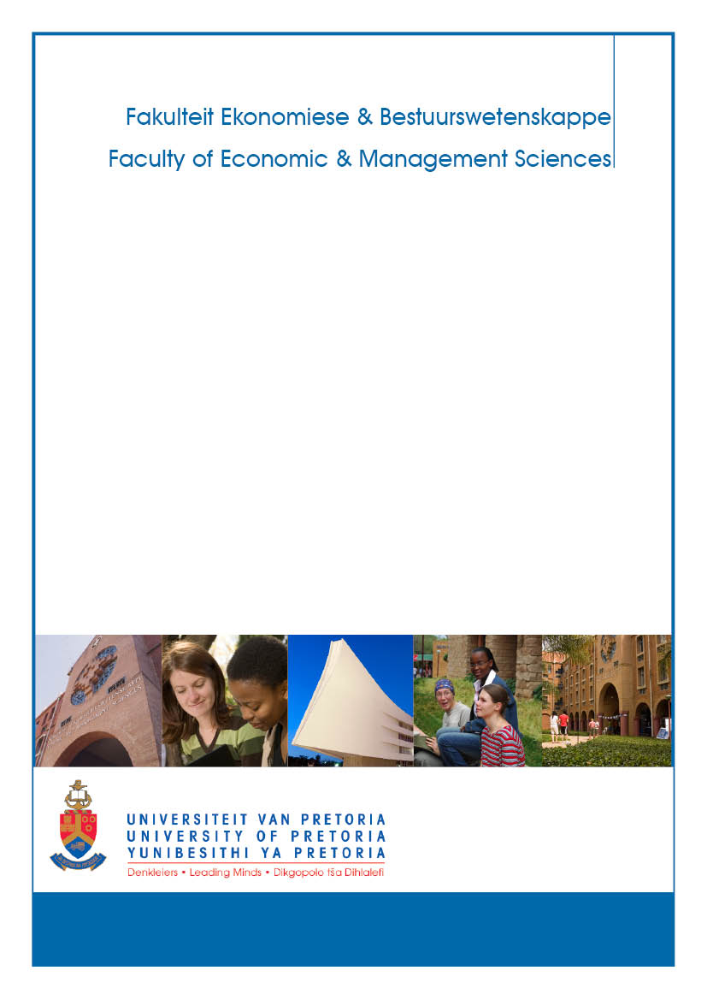 Fakulteit Ekonomiese & Bestuurswetenskappe
Faculty of Economic & Management Sciences
UNIVERSITEIT VAN PRETORIA
UNIVERSITY OF PRETORIA
YUNIBESITHI YA PRETORIA
Denkleiers • Leading Minds • Dikgopolo tša Dihlalefi